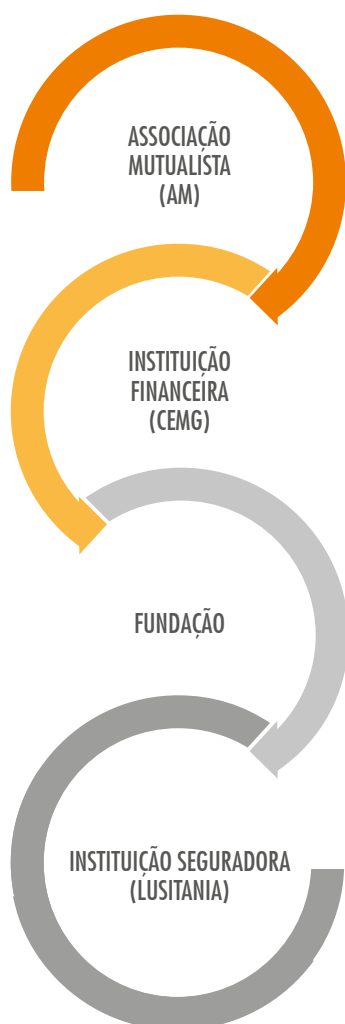 ASSOCIAÇÃO
MUTUALISTA
(AM)
INSTITUIÇÃO
FINANCEIRA
(CEMG)
FUNDAÇÃO
INSTITUIÇÃO SEGURADORA
(LUSITANIA)